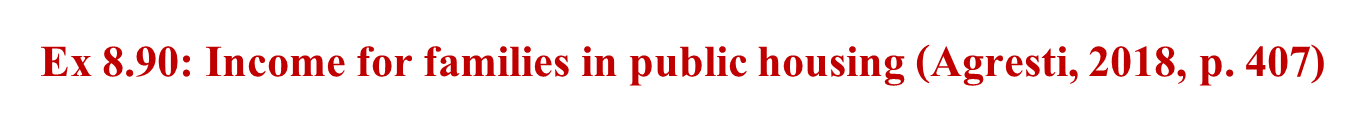 Ex 8.90: Income for families in public housing (Agresti, 2018, p. 407)